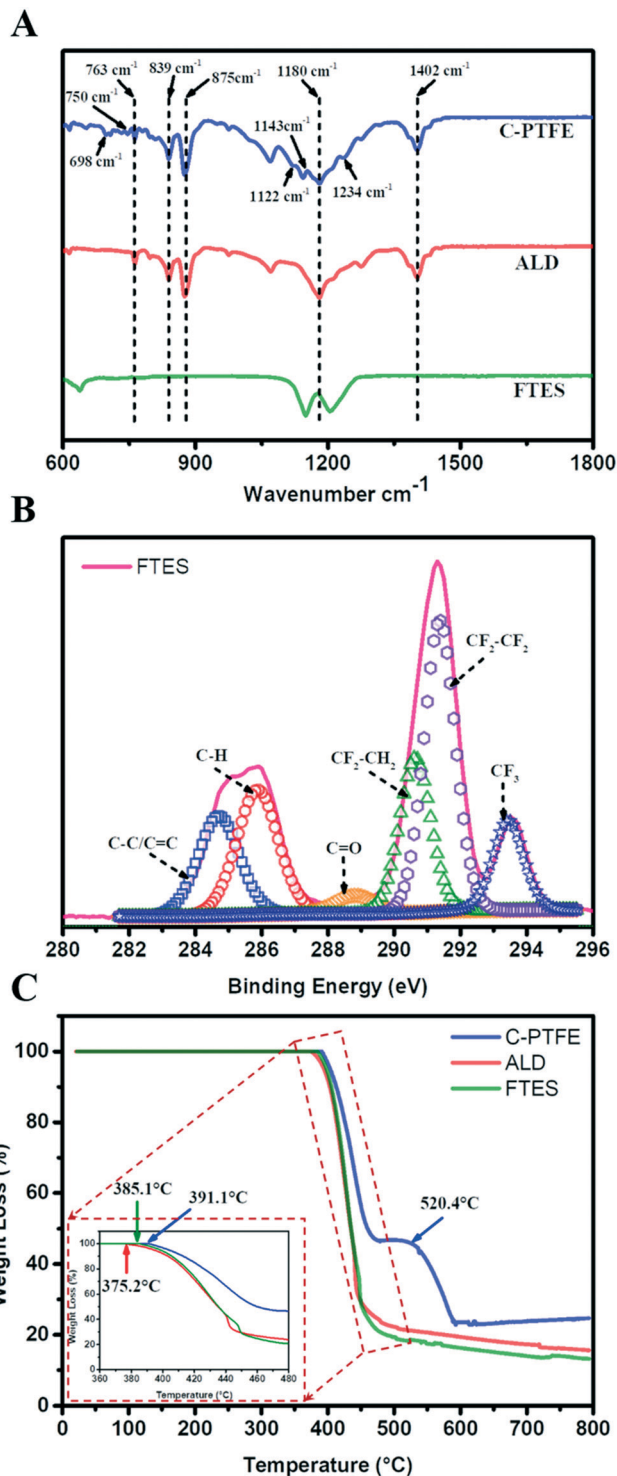 A
763 cm-1
839 cm-1
1180 cm-1
1402 cm-1
750 cm-1
875cm-1
C-PTFE
698 cm-1
1143cm-1
1122 cm-1
1234 cm-1
ALD
FTES
600 900 1200 1500 1800
Wavenumber cm-1
B
FTES
CF2-CF2
C-H
CF2-CH2
CF3
C-C/C=C
C=O
280 282 284 286 288 290 292 294 296
Binding Energy (eV)
C
C-PTFE
ALD
FTES
100
80
60
40
20
0
Weight Loss (%)
385.1°C
391.1°C
520.4°C
375.2°C
100
80
60
40
20
0
Weight Loss (%)
360 380 400 420 440 460 480
Temperature (°C)
0 100 200 300 400 500 600 700 800
Temperature (°C)